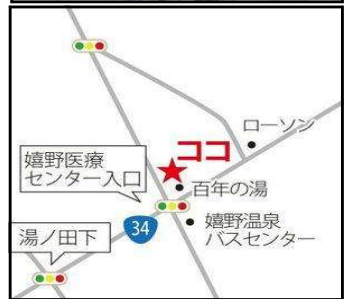 ローソン
ココ
嬉野医療
センター入口
百年の湯
34
嬉野温泉
バスセンター
湯ノ田下